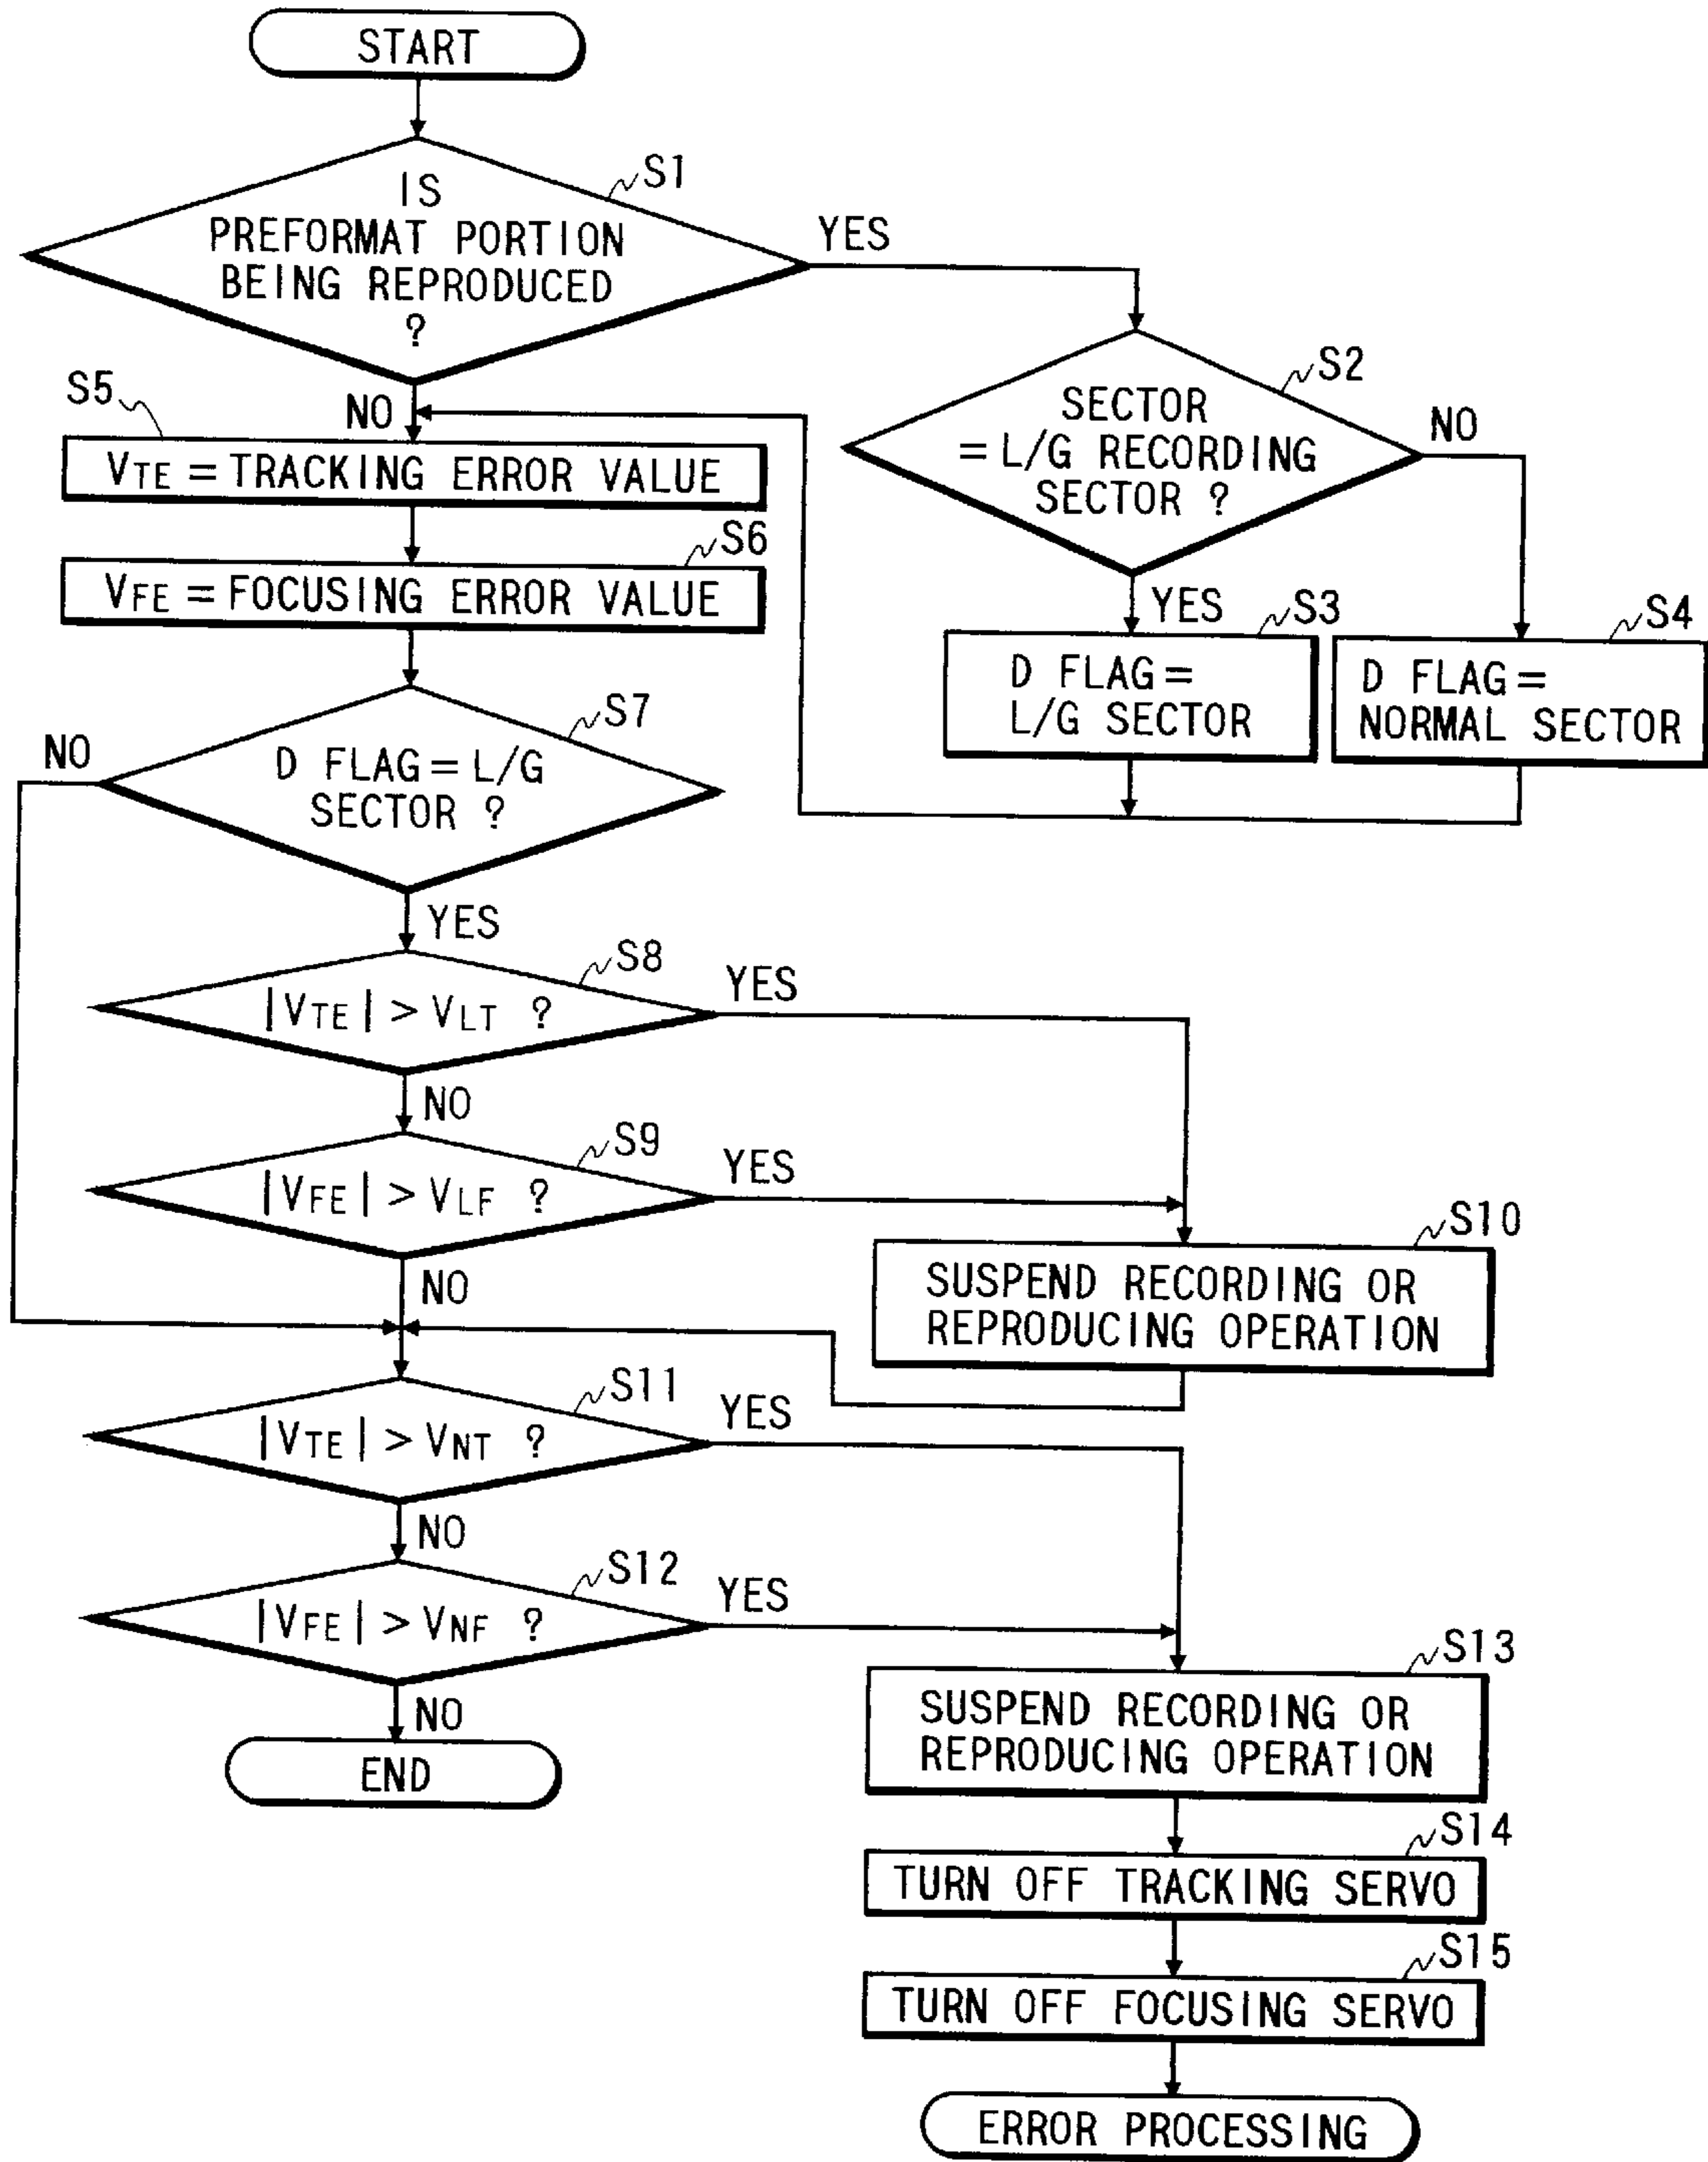 START
S1
IS
PREFORMAT PORTION
BEING REPRODUCED
?
YES
NO
S2
SECTOR
= L/G RECORDING
SECTOR ?
NO
YES
S3
D FLAG =
L/G SECTOR
S4
D FLAG =
NORMAL SECTOR
S5
VTE = TRACKING ERROR VALUE
S6
VFE = FOCUSING ERROR VALUE
S7
D FLAG = L/G
SECTOR ?
NO
YES
S8
|VTE| > VLT ?
YES
NO
S9
|VFE| > VLF ?
YES
NO
S10
SUSPEND RECORDING OR
REPRODUCING OPERATION
S11
|VTE| > VNT ?
YES
NO
S12
|VFE| > VNF ?
YES
NO
END
S13
SUSPEND RECORDING OR
REPRODUCING OPERATION
S14
TURN OFF TRACKING SERVO
S15
TURN OFF FOCUSING SERVO
ERROR PROCESSING